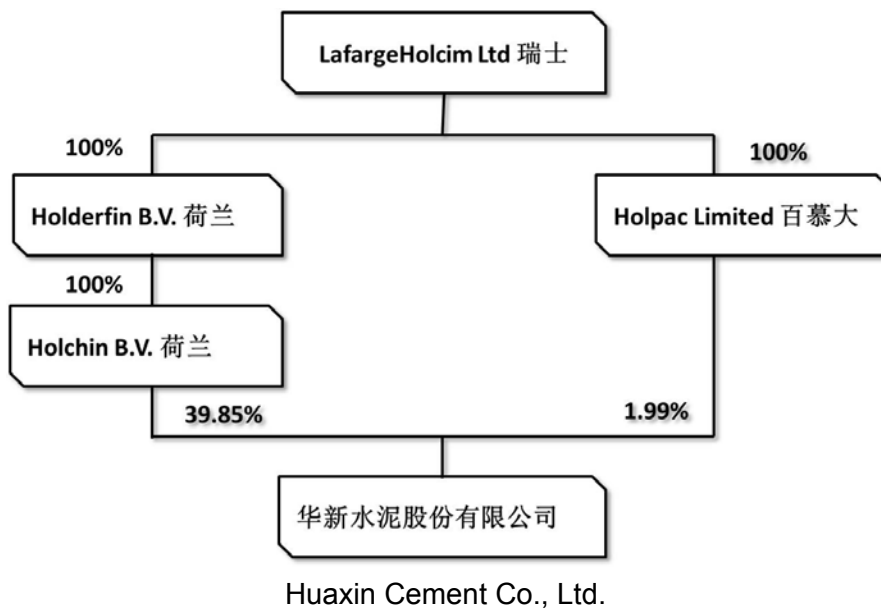 LafargeHolcim Ltd 瑞士
100%
100%
Holderfin B.V. 荷兰
Holpac Limited 百慕大
100%
Holchin B.V. 荷兰
39.85%
1.99%
华新水泥股份有限公司
Huaxin Cement Co., Ltd.